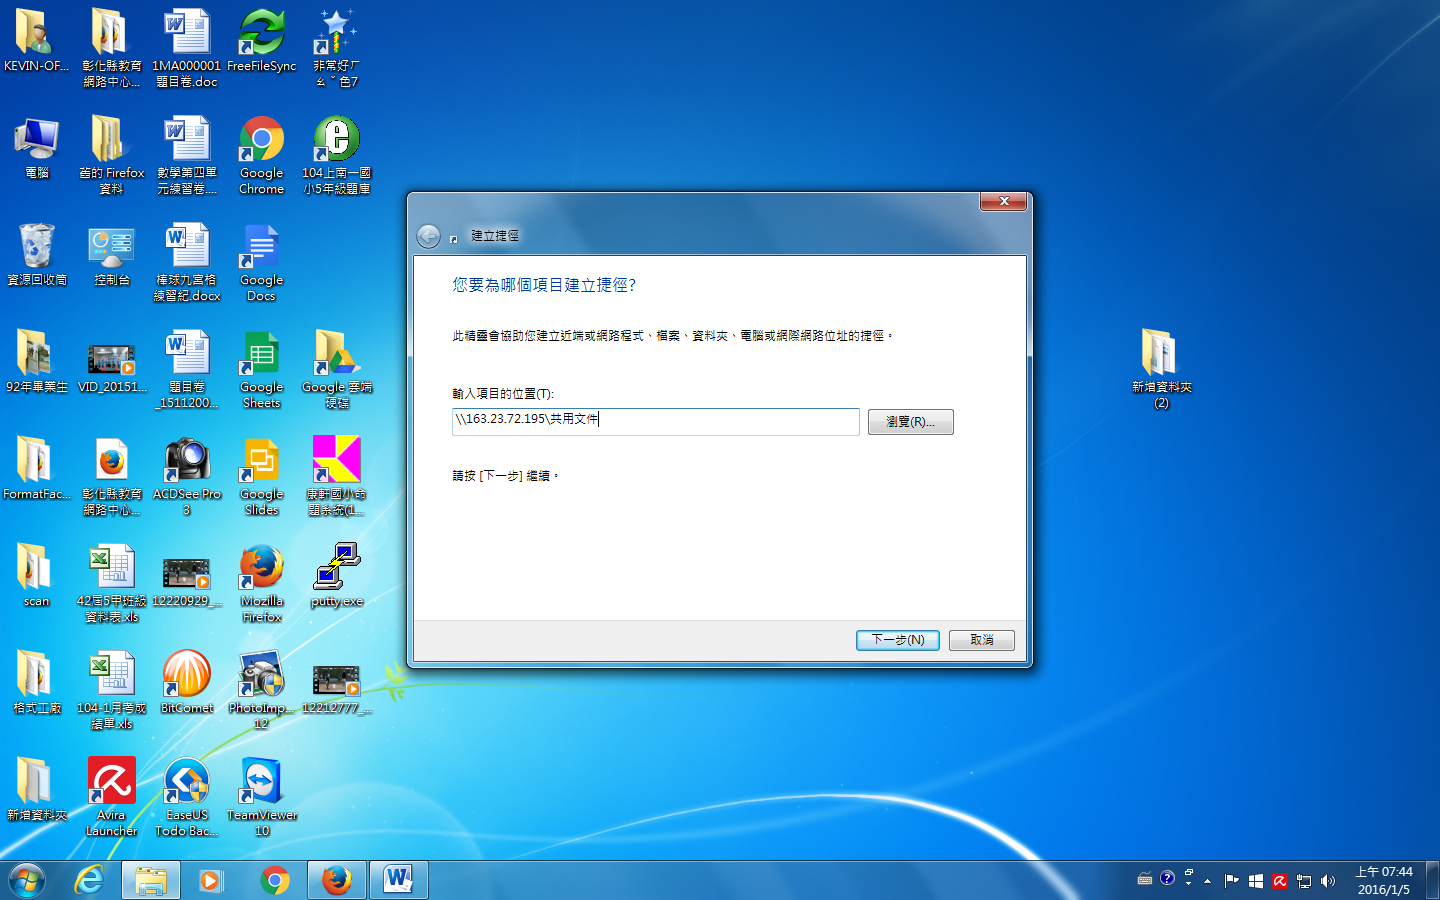 KEVIN-OF...
彰化縣教育
網路中心...
1MA000001
題目卷.doc
FreeFileSync
非常好ㄏ
ㄠˇ色7
電腦
舊的 Firefox
資料
數學第四單
元練習卷....
Google
Chrome
104上南一國
小5年級題庫
資源回收筒
控制台
棒球九宮格
練習紀.docx
Google
Docs
92年畢業生
VID_20151...
題目卷
_1511200...
Google
Sheets
Google 雲端
硬碟
FormatFac...
彰化縣教育
網路中心...
ACDSee Pro
3
Google
Slides
康軒國小命
題系統(1...
scan
42屆5甲班級
資料表.xls
12220929_...
Mozilla
Firefox
putty.exe
格式工廠
104-1月考成
績單.xls
BitComet
PhotoImp...
12
12212777_...
新增資料夾
Avira
Launcher
EaseUS
Todo Bac...
TeamViewer
10
建立捷徑
您要為哪個項目建立捷徑?
此精靈會協助您建立近端或網路程式、檔案、資料夾、電腦或網際網路位址的捷徑。
輸入項目的位置(T):
\\163.23.72.195\共用文件
瀏覽(R)...
請按 [下一步] 繼續。
下一步(N)
取消
新增資料夾
(2)
上午 07:44
2016/1/5